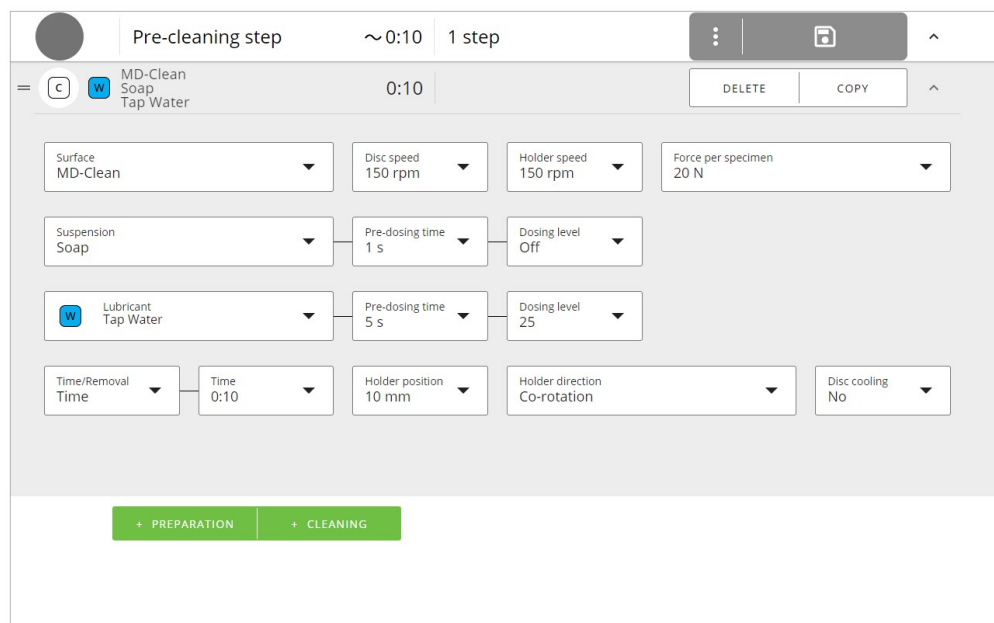 Pre-cleaning step ~0:10 1 step
C W MD-Clean
Soap
Tap Water
0:10 DELETE COPY
Surface Disc speed Holder speed Force per specimen
MD-Clean 150 rpm 150 rpm 20 N
Suspension Pre-dosing time Dosing level
Soap 1 s Off
Lubricant Pre-dosing time Dosing level
W Tap Water 5 s 25
Time/Removal Time Holder position Holder direction Disc cooling
Time 0:10 10 mm Co-rotation No
+ PREPARATION + CLEANING